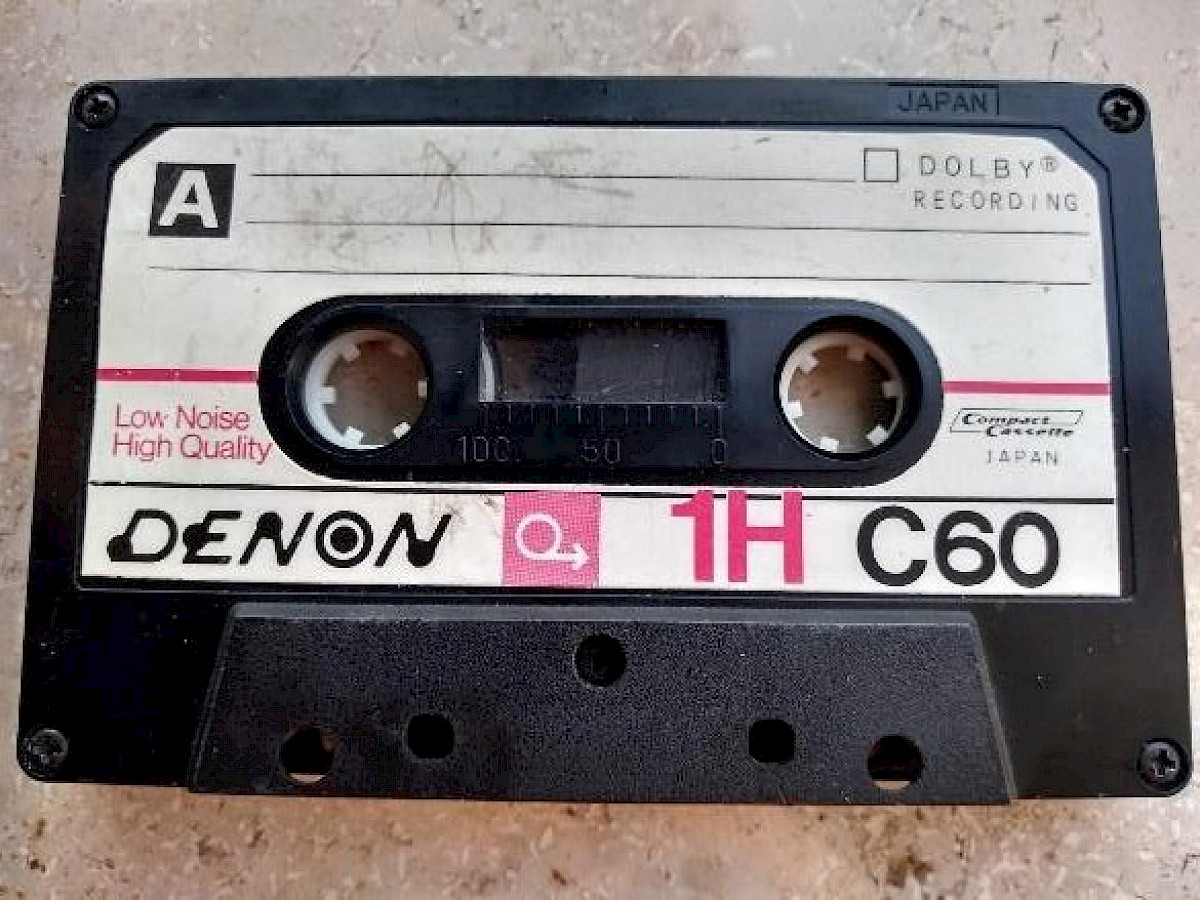 JAPAN
A
DOLBY®
RECORDING
Low Noise
High Quality
100 50 0
Compact
Cassette
JAPAN
DENON 1H C60